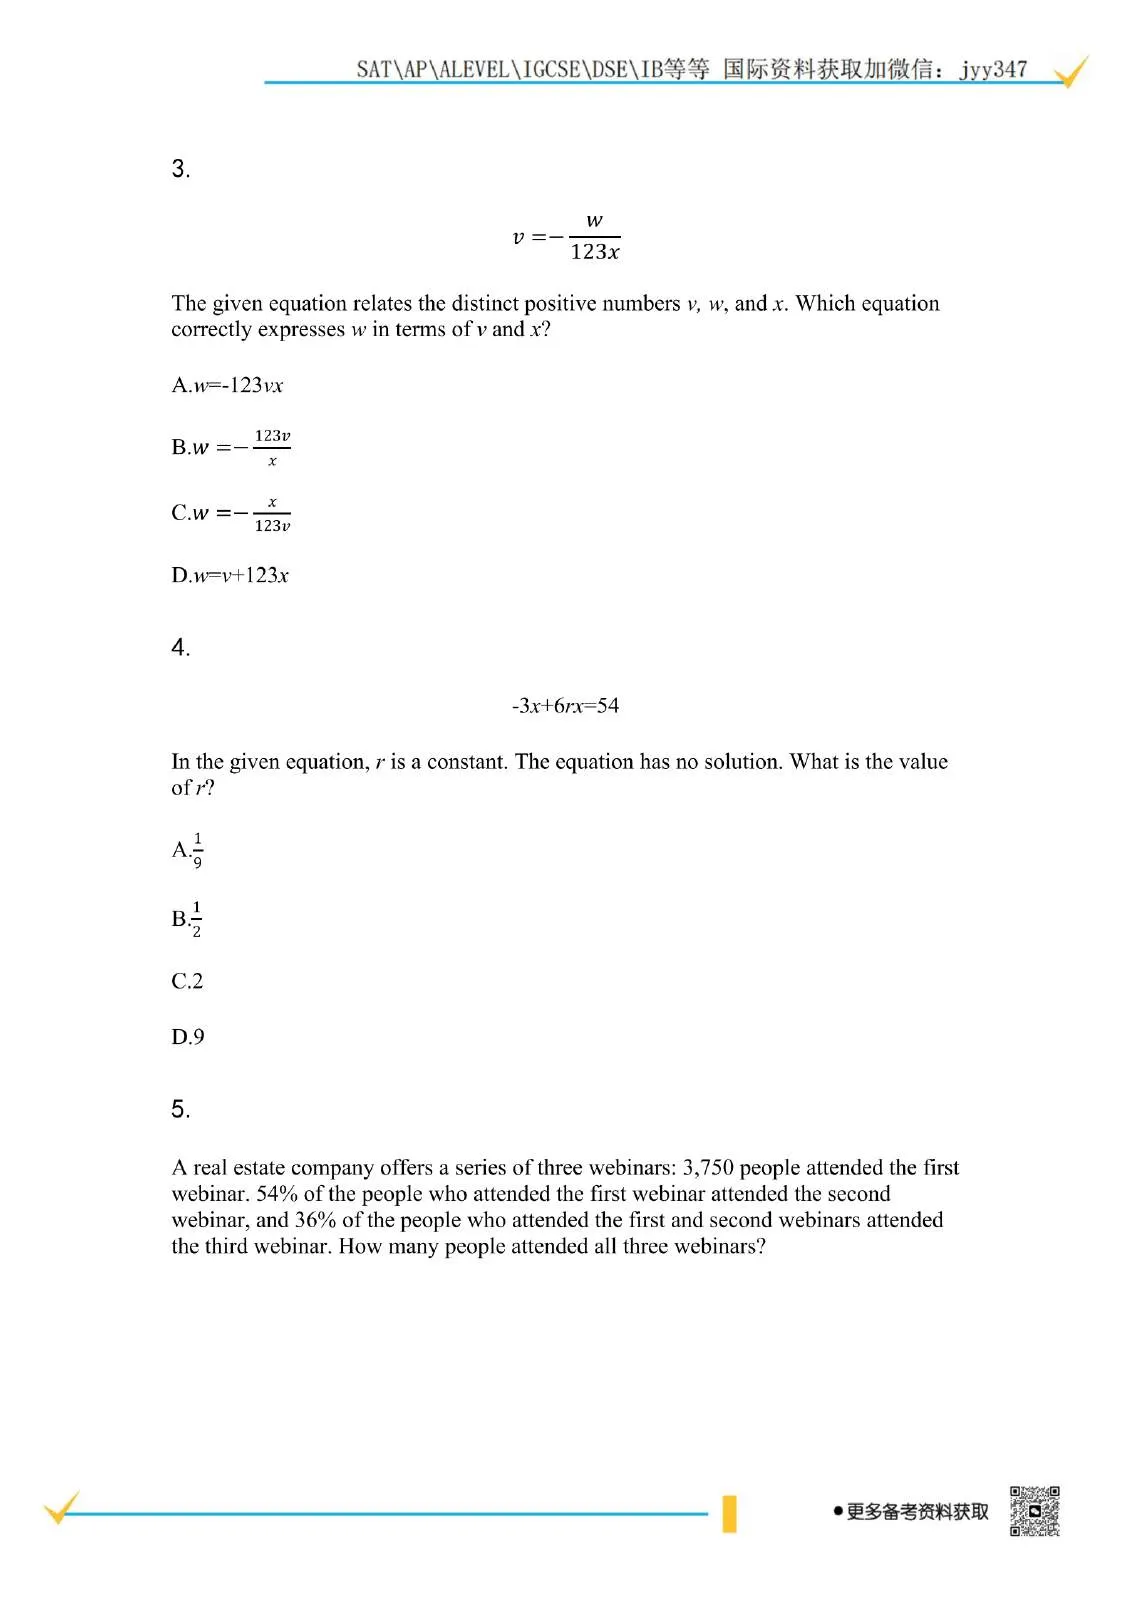 SAT\AP\ALEVEL\IGCSE\DSE\IB等等 国际资料获取加微信：jyy347
3.
v =− w/123x
The given equation relates the distinct positive numbers v, w, and x. Which equation
correctly expresses w in terms of v and x?
A.w=-123vx
B.w =− 123v/x
C.w =− x/123v
D.w=v+123x
4.
-3x+6rx=54
In the given equation, r is a constant. The equation has no solution. What is the value
of r?
A.1/9
B.1/2
C.2
D.9
5.
A real estate company offers a series of three webinars: 3,750 people attended the first
webinar. 54% of the people who attended the first webinar attended the second
webinar, and 36% of the people who attended the first and second webinars attended
the third webinar. How many people attended all three webinars?
●更多备考资料获取